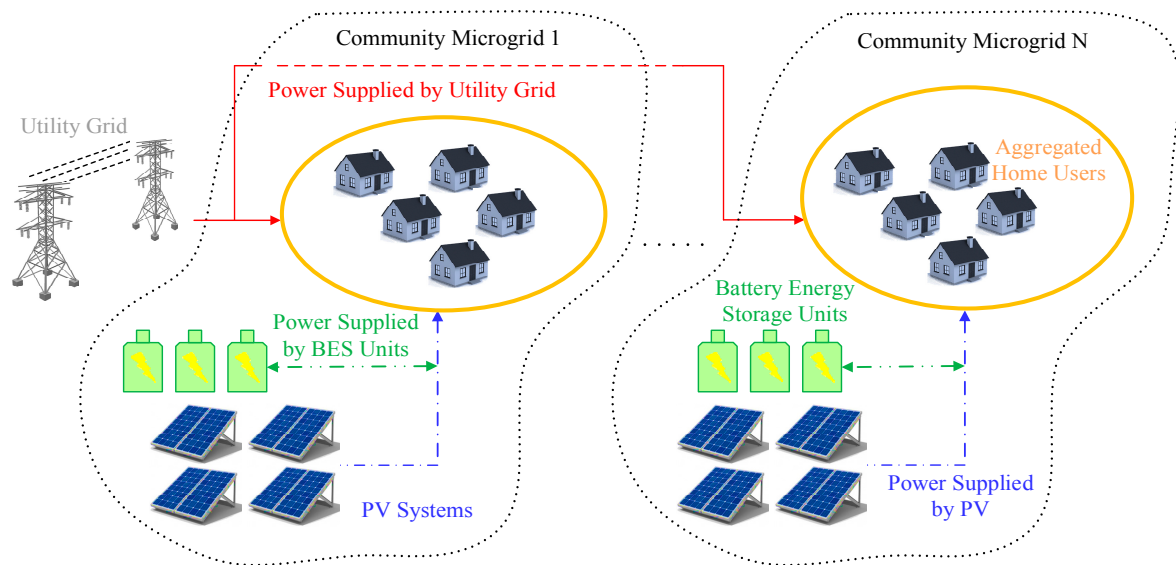 Community Microgrid 1
Community Microgrid N
Power Supplied by Utility Grid
Utility Grid
Aggregated
Home Users
.....
Battery Energy
Storage Units
Power Supplied
by BES Units
PV Systems
Power Supplied
by PV